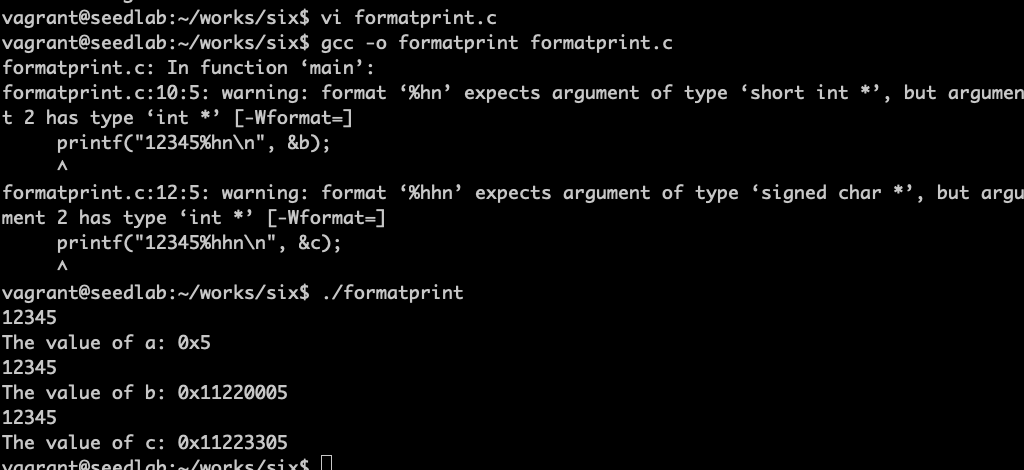 vagrant@seedlab:~/works/six$ vi formatprint.c
vagrant@seedlab:~/works/six$ gcc -o formatprint formatprint.c
formatprint.c: In function ‘main’:
formatprint.c:10:5: warning: format ‘%hn’ expects argument of type ‘short int *’, but argumen
t 2 has type ‘int *’ [-Wformat=]
     printf("12345%hn\n", &b);
     ^
formatprint.c:12:5: warning: format ‘%hhn’ expects argument of type ‘signed char *’, but argu
ment 2 has type ‘int *’ [-Wformat=]
     printf("12345%hhn\n", &c);
     ^
vagrant@seedlab:~/works/six$ ./formatprint
12345
The value of a: 0x5
12345
The value of b: 0x11220005
12345
The value of c: 0x11223305
vagrant@seedlab:~/works/six$